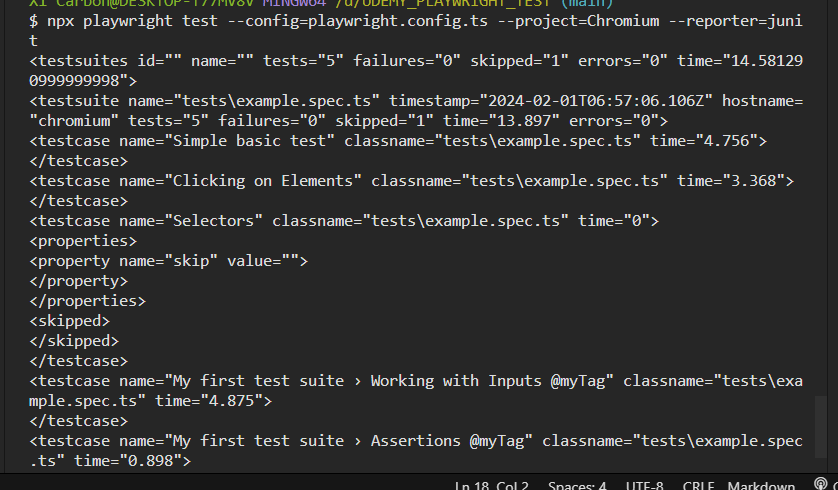 X1 Carbon@DESKTOP-T77MV8V MINGW64 /d/UDEMY_PLAYWRIGHT_TEST (main)
$ npx playwright test --config=playwright.config.ts --project=Chromium --reporter=juni
t
<testsuites id="" name="" tests="5" failures="0" skipped="1" errors="0" time="14.58129
0999999998">
<testsuite name="tests\example.spec.ts" timestamp="2024-02-01T06:57:06.106Z" hostname=
"chromium" tests="5" failures="0" skipped="1" time="13.897" errors="0">
<testcase name="Simple basic test" classname="tests\example.spec.ts" time="4.756">
</testcase>
<testcase name="Clicking on Elements" classname="tests\example.spec.ts" time="3.368">
</testcase>
<testcase name="Selectors" classname="tests\example.spec.ts" time="0">
<properties>
<property name="skip" value="">
</property>
</properties>
<skipped>
</skipped>
</testcase>
<testcase name="My first test suite › Working with Inputs @myTag" classname="tests\exa
mple.spec.ts" time="4.875">
</testcase>
<testcase name="My first test suite › Assertions @myTag" classname="tests\example.spec
.ts" time="0.898">
Ln 18, Col 2 Spaces: 4 UTF-8 CRLF Markdown